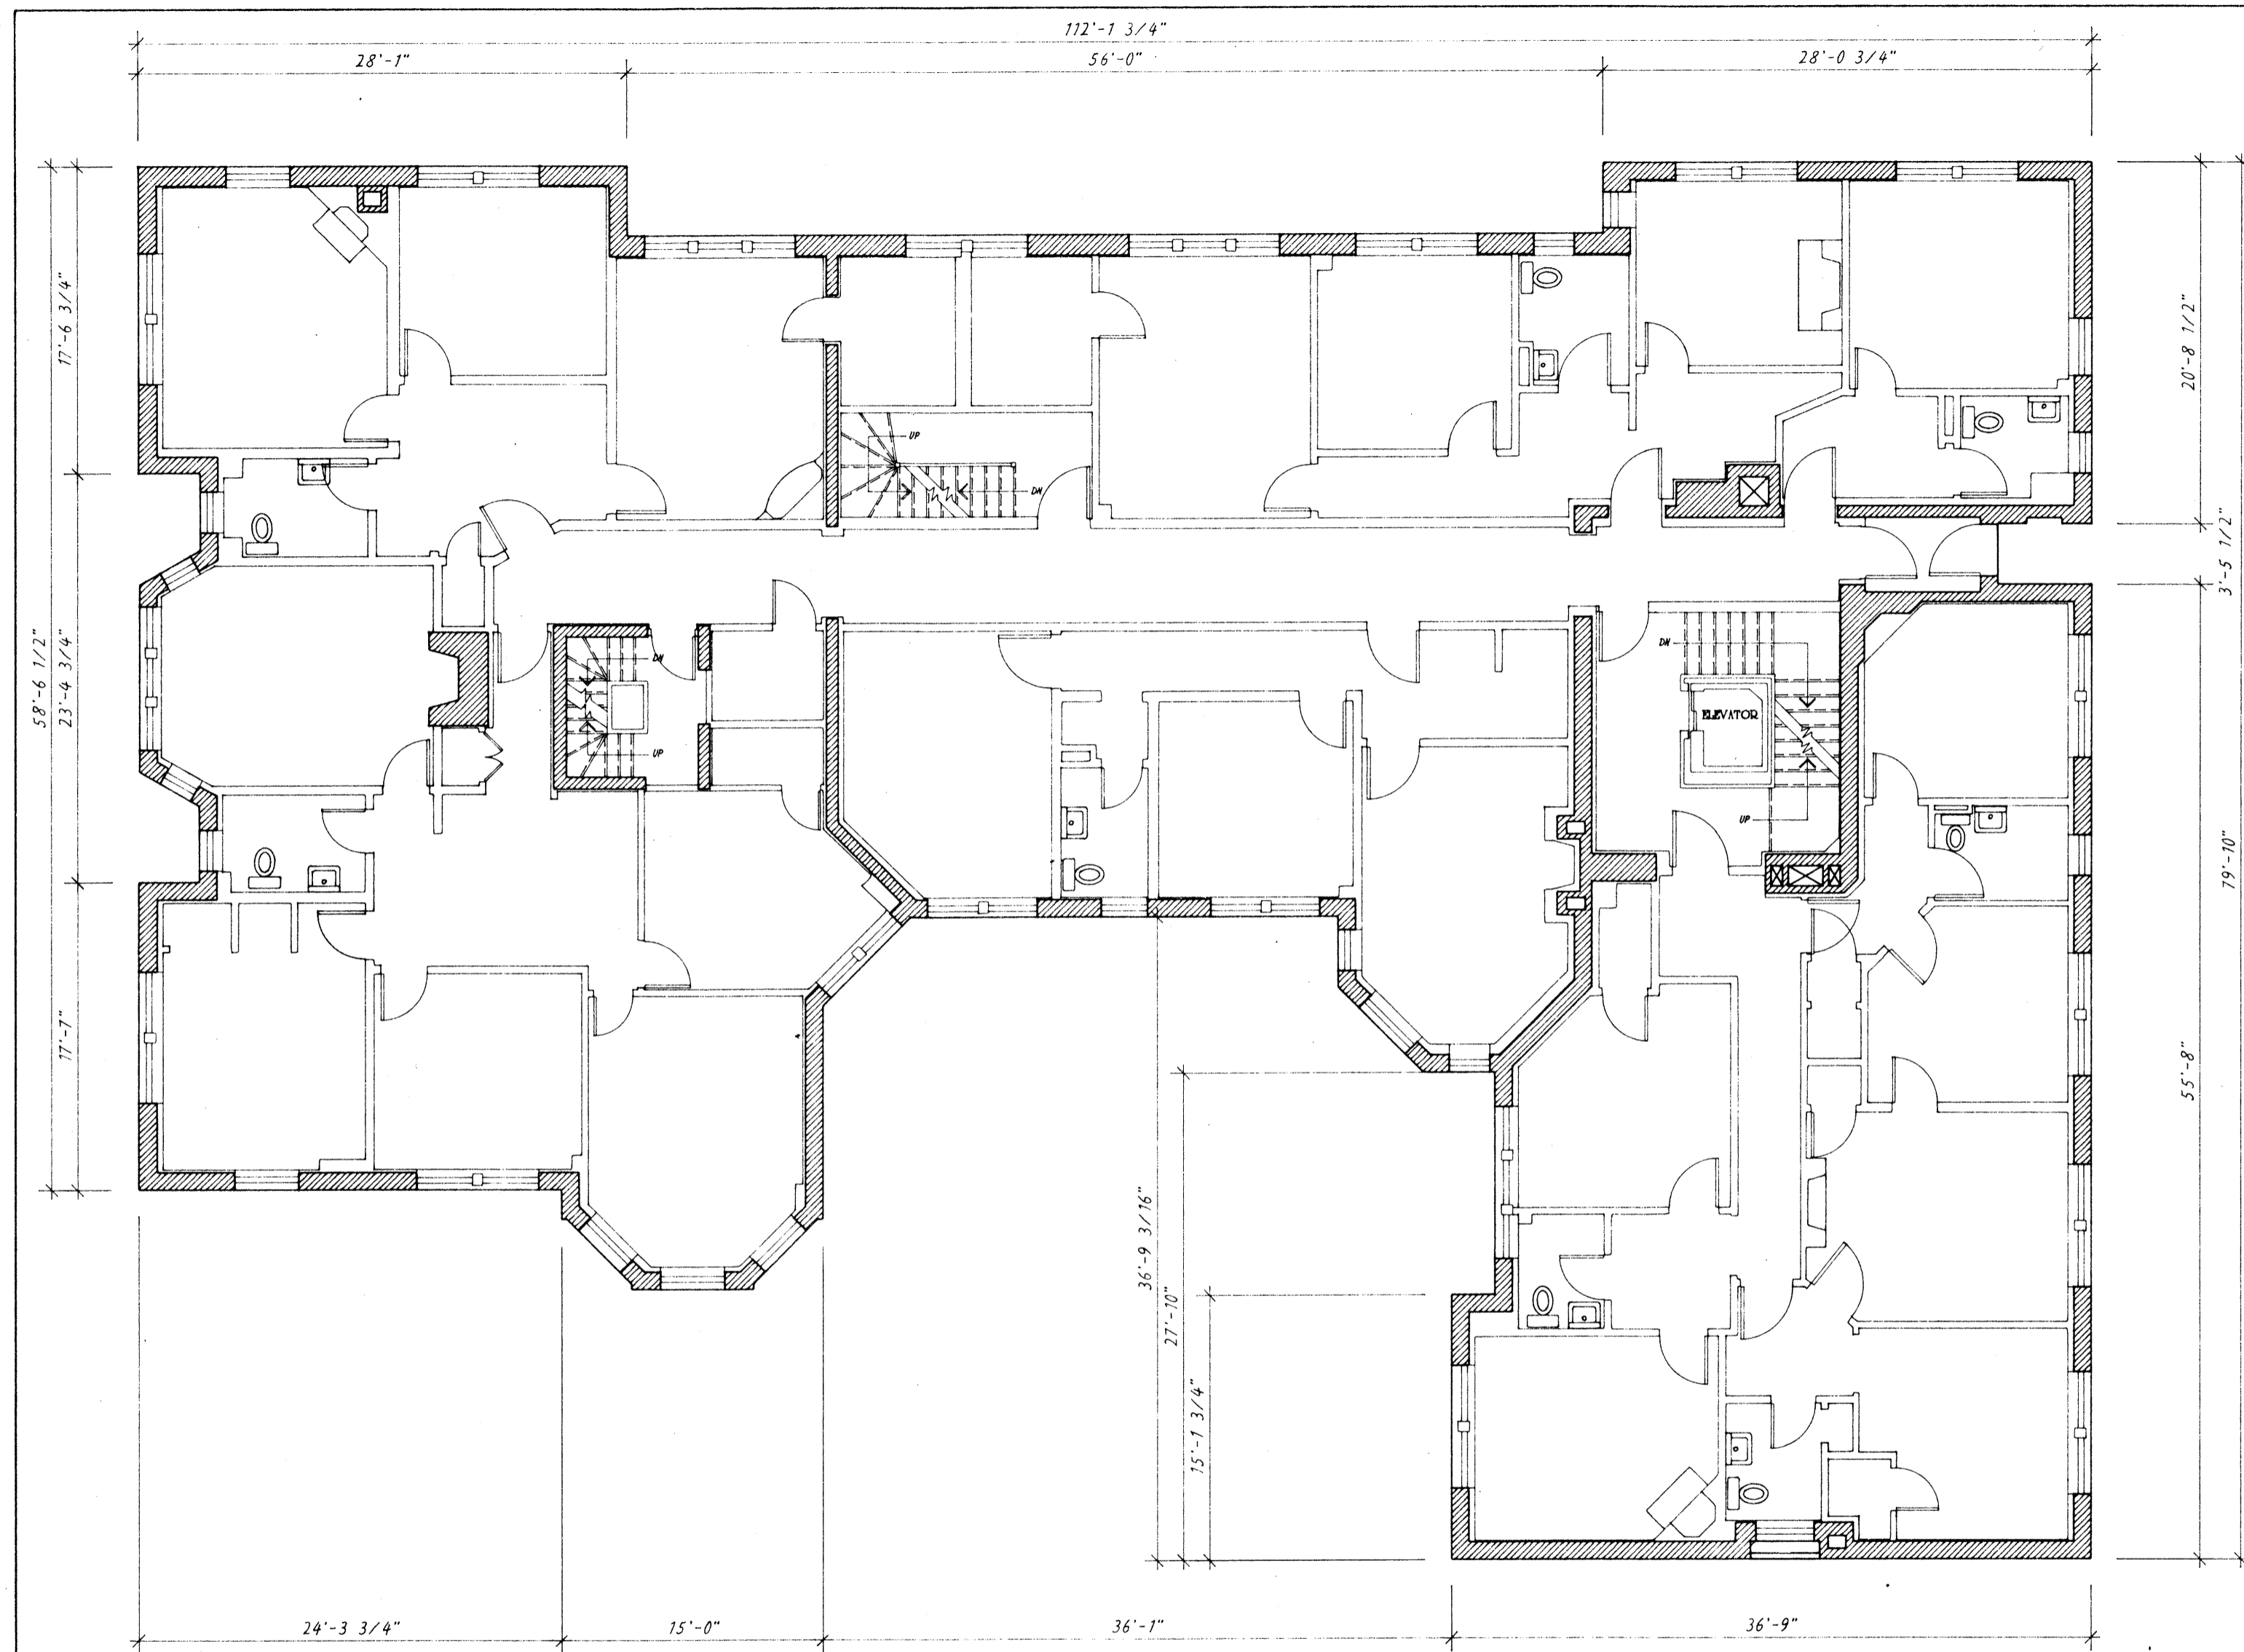 112'-1 3/4"
28'-1"
56'-0"
28'-0 3/4"
17'-6 3/4"
58'-6 1/2"
23'-4 3/4"
17'-7"
20'-8 1/2"
3'-5 1/2"
79'-10"
55'-8"
UP
DN
DN
UP
DN
ELEVATOR
UP
36'-9 3/16"
27'-10"
15'-1 3/4"
24'-3 3/4"
15'-0"
36'-1"
36'-9"